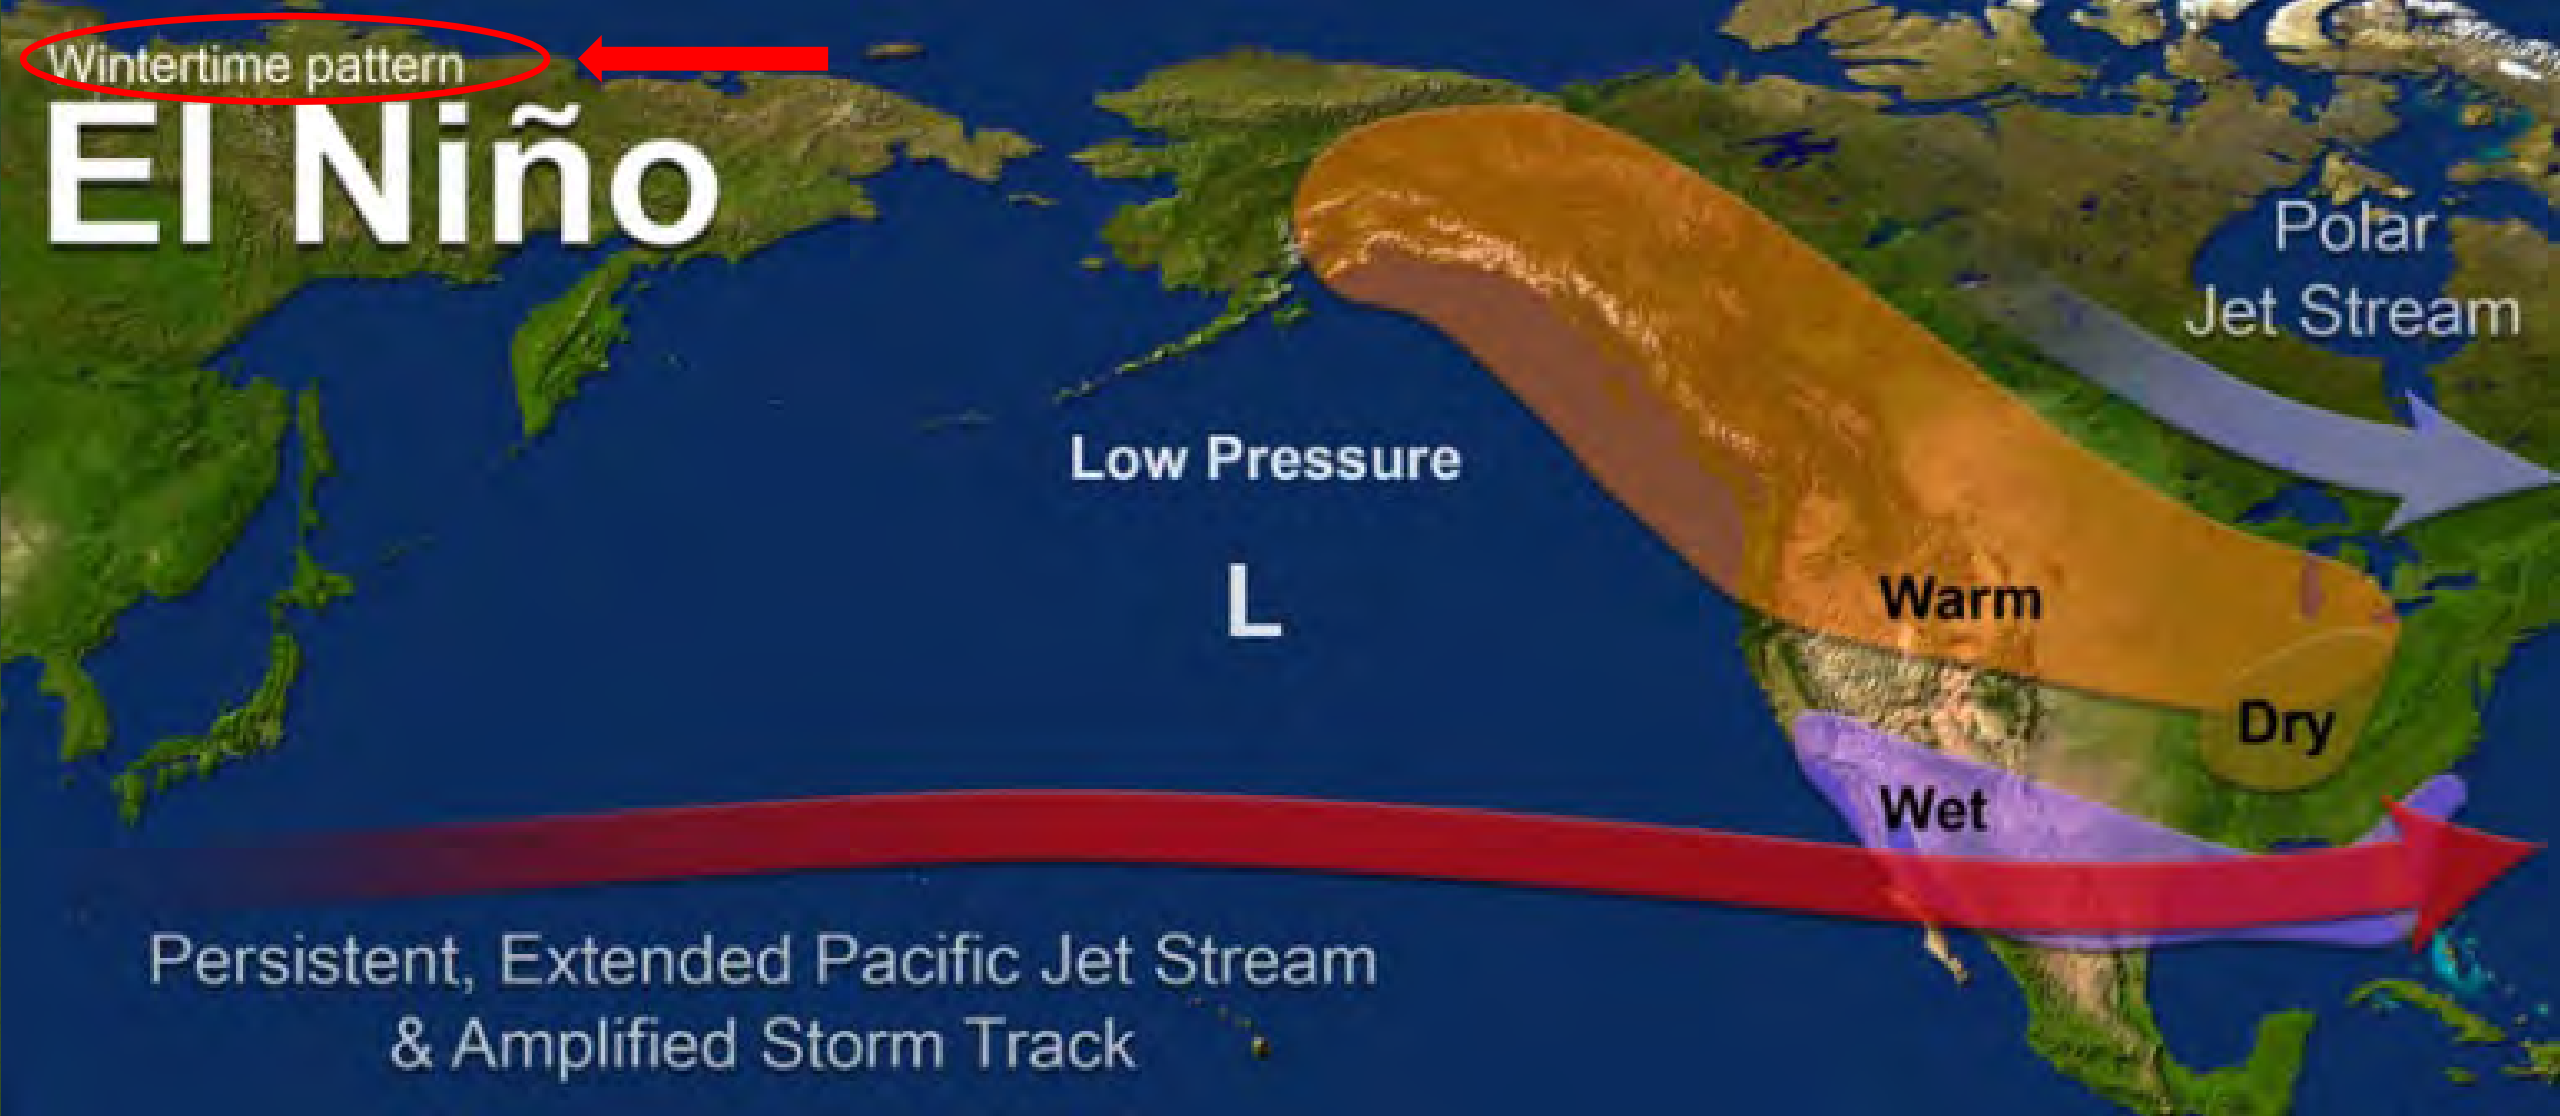 Wintertime pattern
El Niño
Polar
Jet Stream
Low Pressure
L
Warm
Dry
Wet
Persistent, Extended Pacific Jet Stream
& Amplified Storm Track